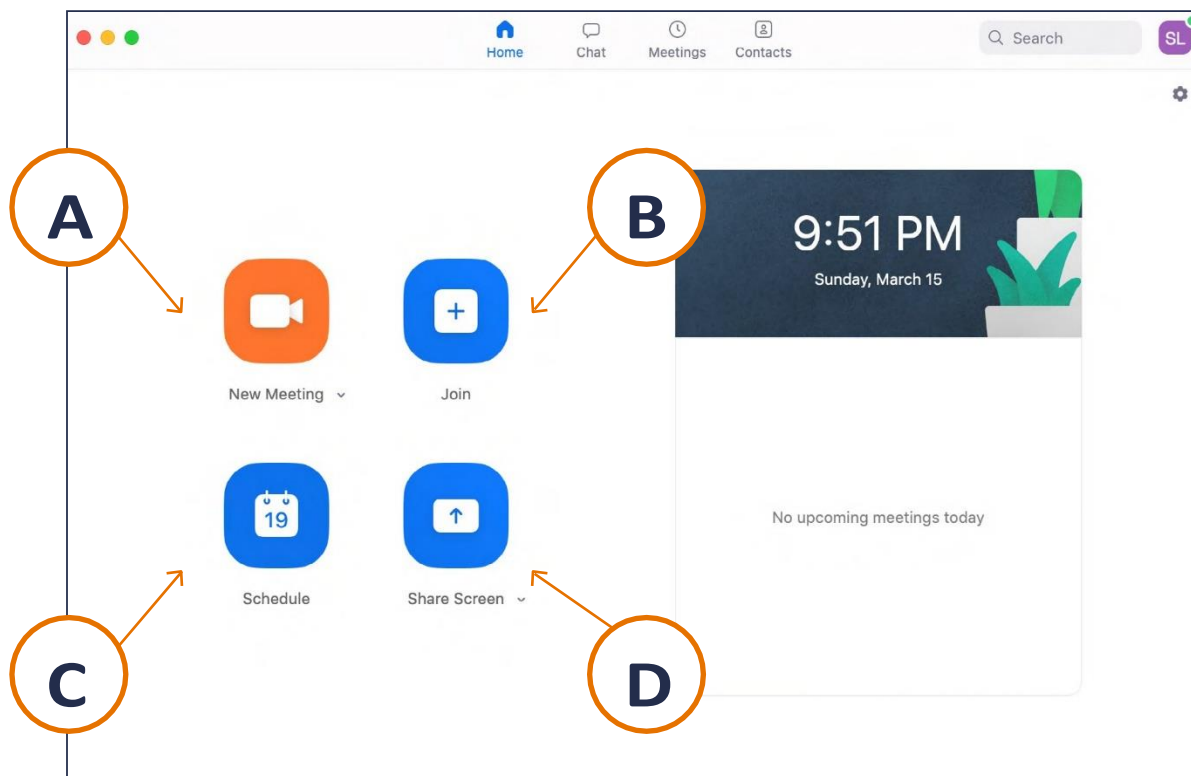 Home
Chat
Meetings
Contacts
Search
SL
A
B
9:51 PM
Sunday, March 15
New Meeting
Join
19
Schedule
Share Screen
No upcoming meetings today
C
D